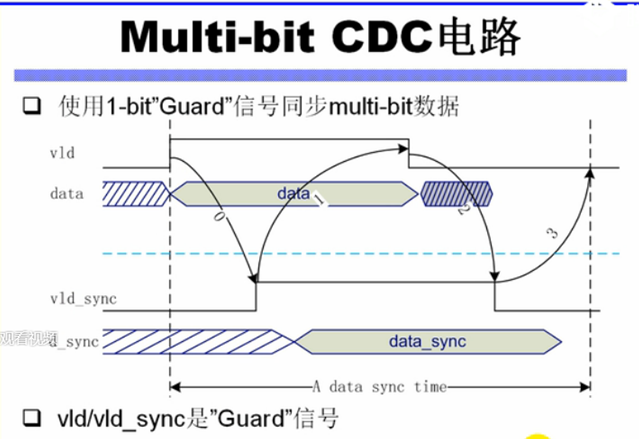 Multi-bit CDC电路
使用1-bit"Guard"信号同步multi-bit数据
vld
data
data
0
1
2
3
vld_sync
观看视频
d_sync
data_sync
A data sync time
vld/vld_sync是"Guard"信号